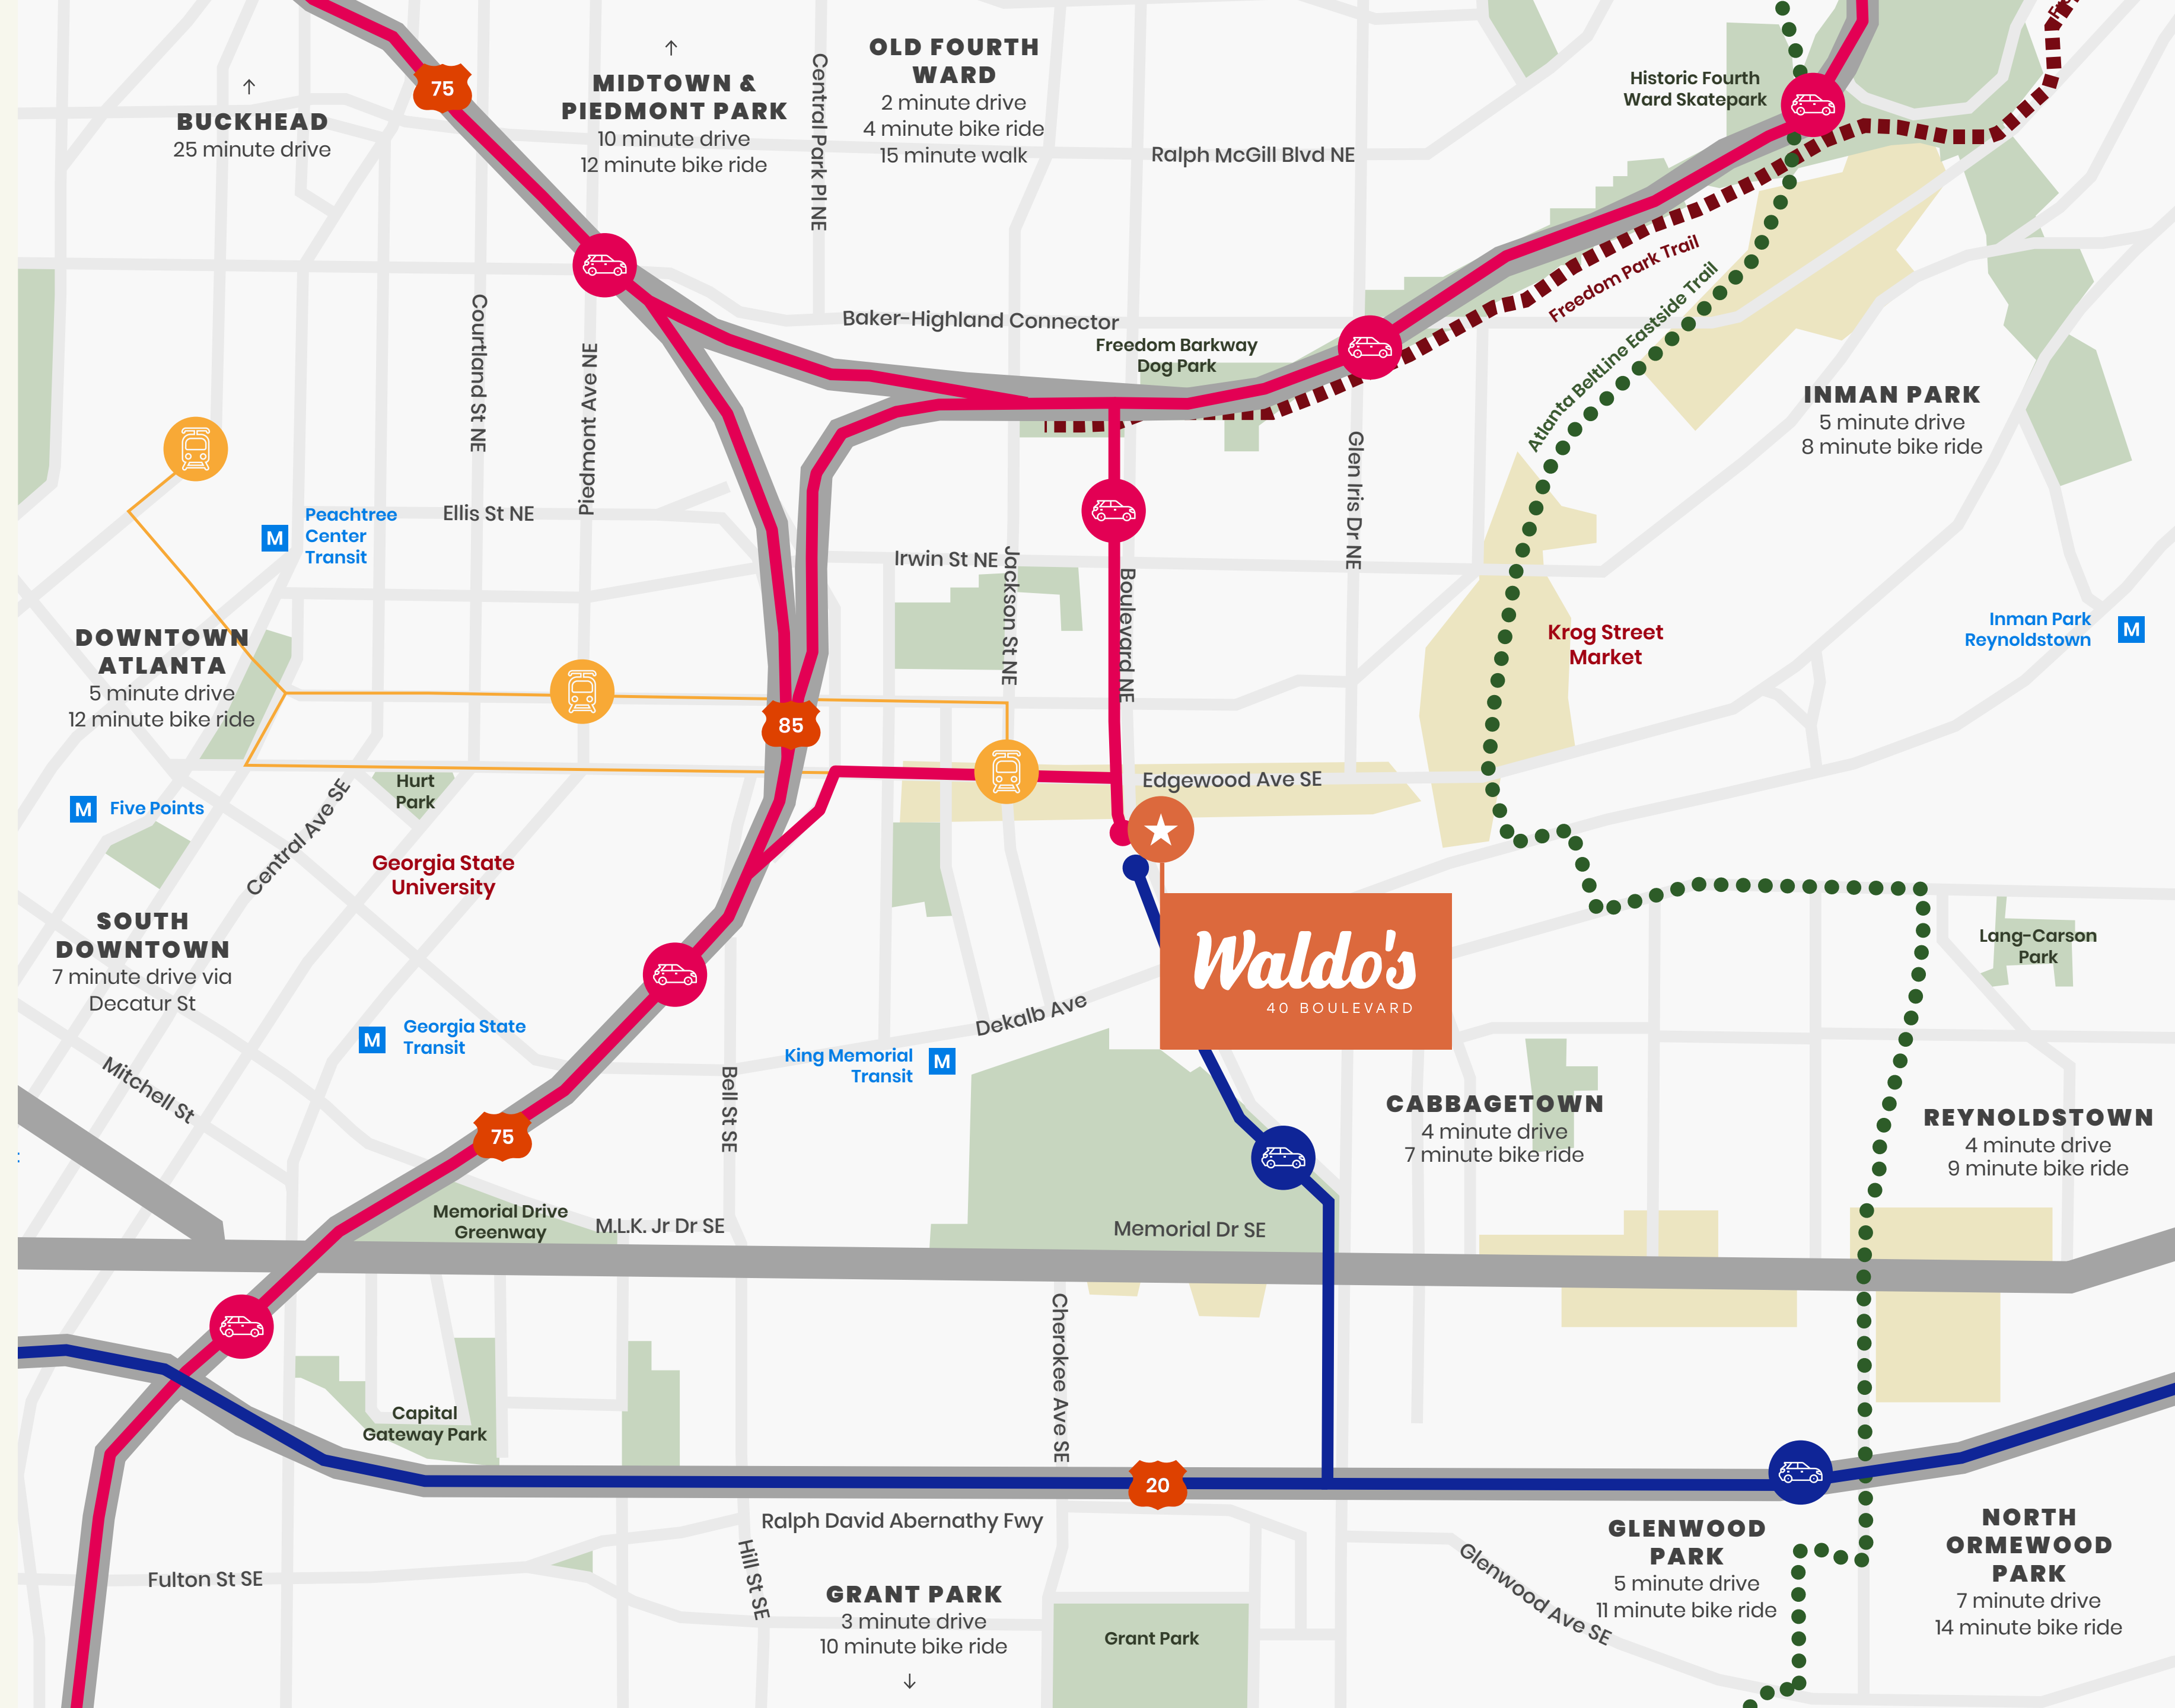 75
BUCKHEAD
25 minute drive
MIDTOWN &
PIEDMONT PARK
10 minute drive
12 minute bike ride
Central Park Pl NE
OLD FOURTH
WARD
2 minute drive
4 minute bike ride
15 minute walk
Ralph McGill Blvd NE
Historic Fourth
Ward Skatepark
Freedom Park Trail
Atlanta BeltLine Eastside Trail
Baker-Highland Connector
Freedom Barkway
Dog Park
Courtland St NE
Piedmont Ave NE
INMAN PARK
5 minute drive
8 minute bike ride
Glen Iris Dr NE
M
Peachtree
Center
Transit
Ellis St NE
Irwin St NE
Jackson St NE
Boulevard NE
Krog Street
Market
Inman Park
Reynoldstown
M
DOWNTOWN
ATLANTA
5 minute drive
12 minute bike ride
85
Hurt
Park
Edgewood Ave SE
M
Five Points
Central Ave SE
Georgia State
University
SOUTH
DOWNTOWN
7 minute drive via
Decatur St
Waldo's
40 BOULEVARD
Lang-Carson
Park
Dekalb Ave
M
Georgia State
Transit
King Memorial
Transit
M
Mitchell St
Bell St SE
75
CABBAGETOWN
4 minute drive
7 minute bike ride
REYNOLDSTOWN
4 minute drive
9 minute bike ride
Memorial Drive
Greenway
M.L.K. Jr Dr SE
Memorial Dr SE
Cherokee Ave SE
Capital
Gateway Park
20
Ralph David Abernathy Fwy
Hill St SE
Fulton St SE
GRANT PARK
3 minute drive
10 minute bike ride
Grant Park
Glenwood Ave SE
GLENWOOD
PARK
5 minute drive
11 minute bike ride
NORTH
ORMEWOOD
PARK
7 minute drive
14 minute bike ride